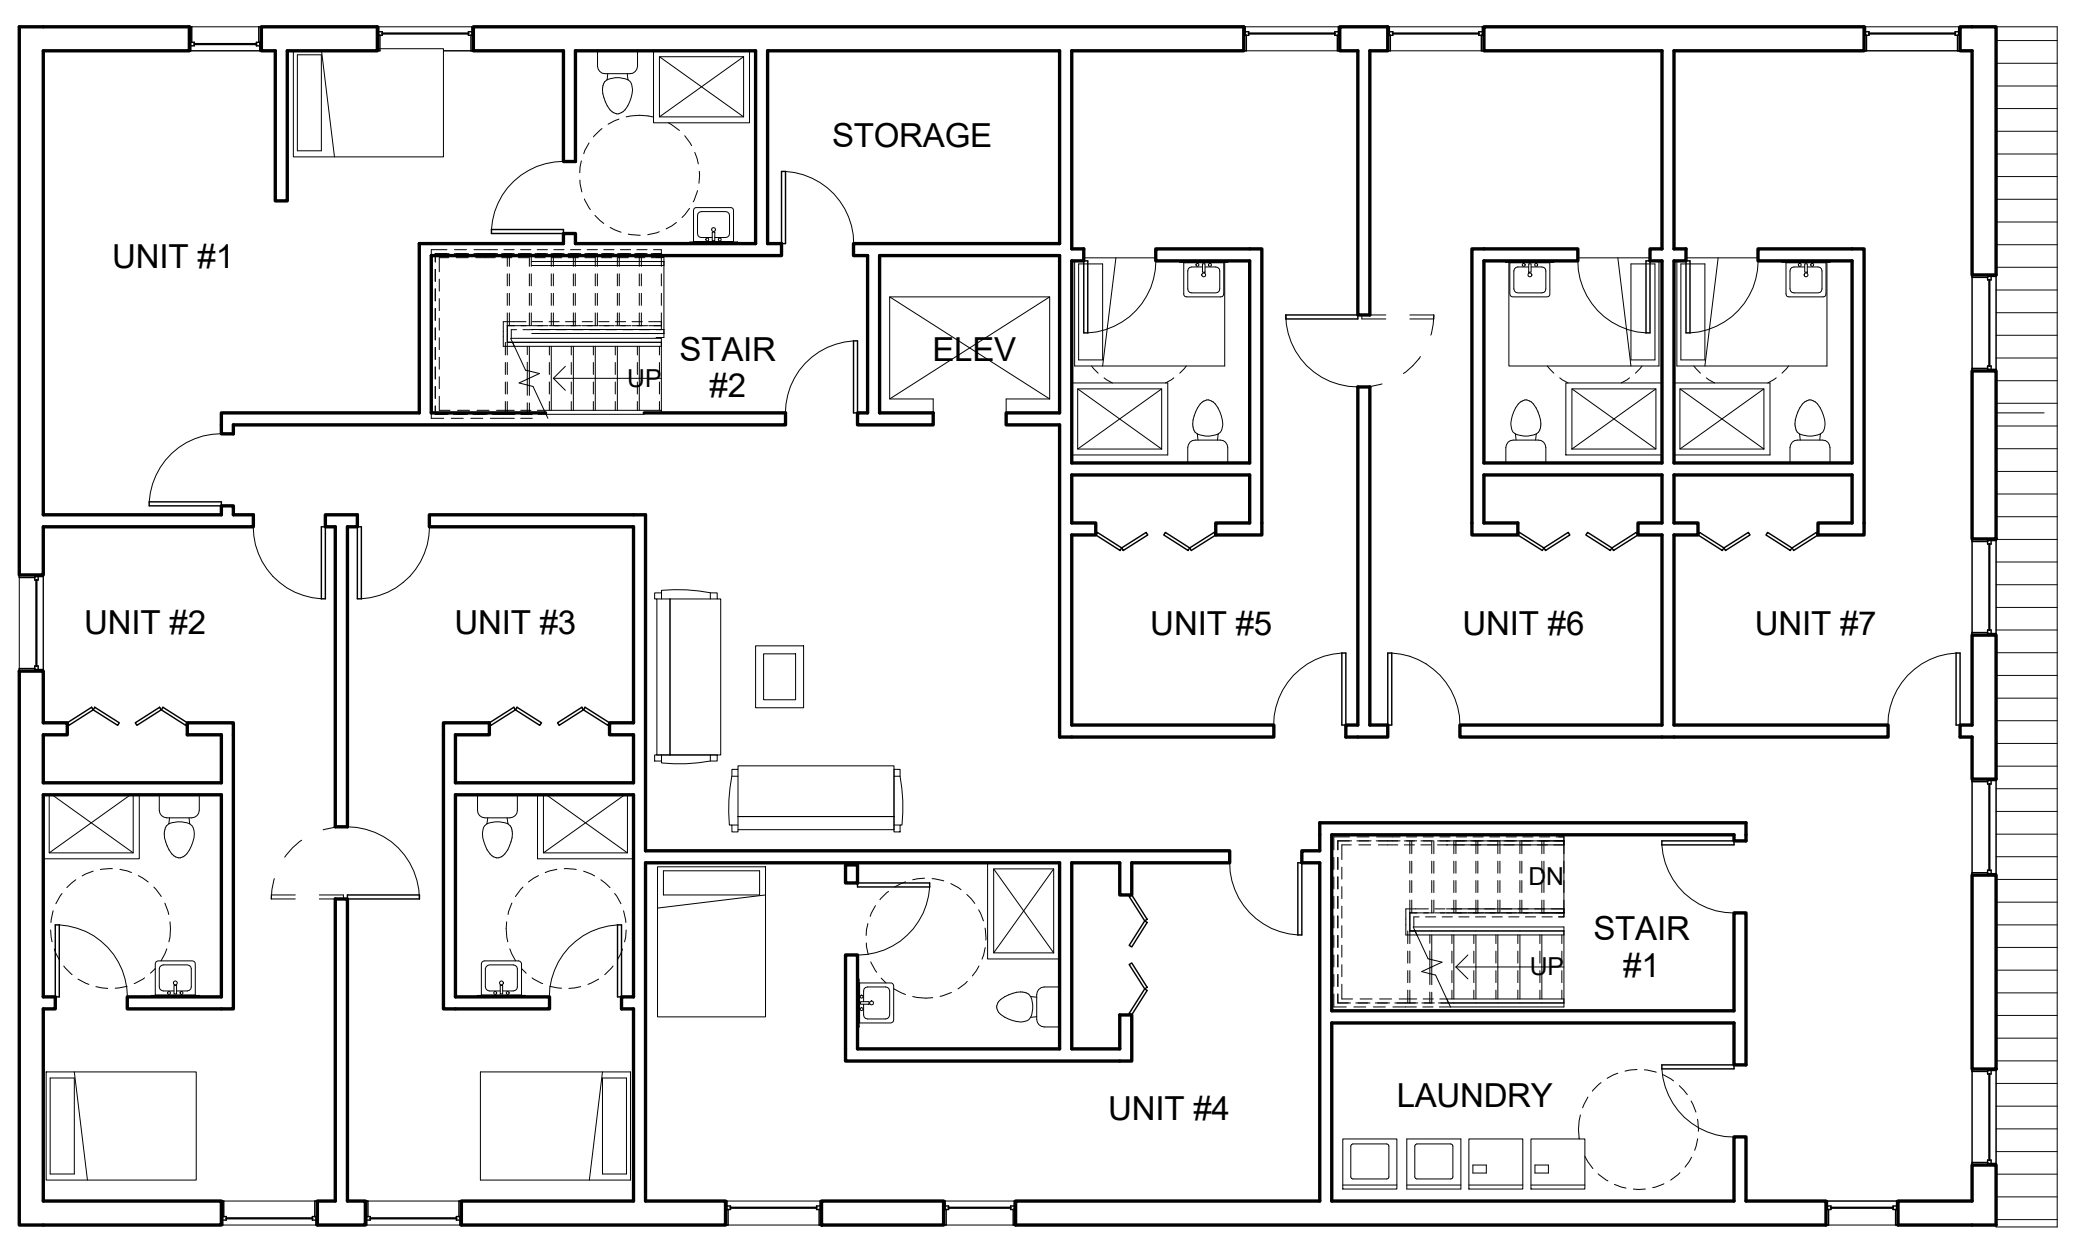 STORAGE
UNIT #1
STAIR
#2
UP
ELEV
UNIT #2
UNIT #3
UNIT #5
UNIT #6
UNIT #7
DN
STAIR
#1
UP
LAUNDRY
UNIT #4